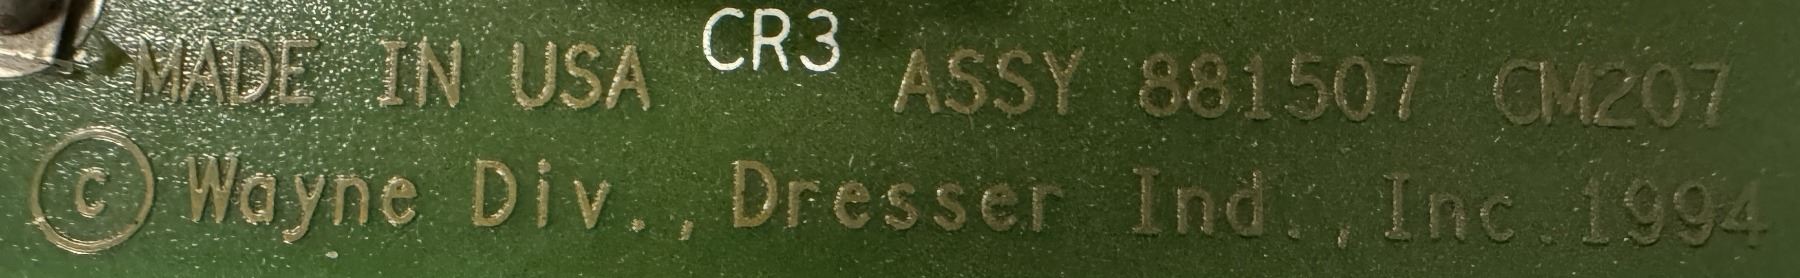 CR3
MADE IN USA ASSY 881507 CM207
© Wayne Div., Dresser Ind., Inc. 1994